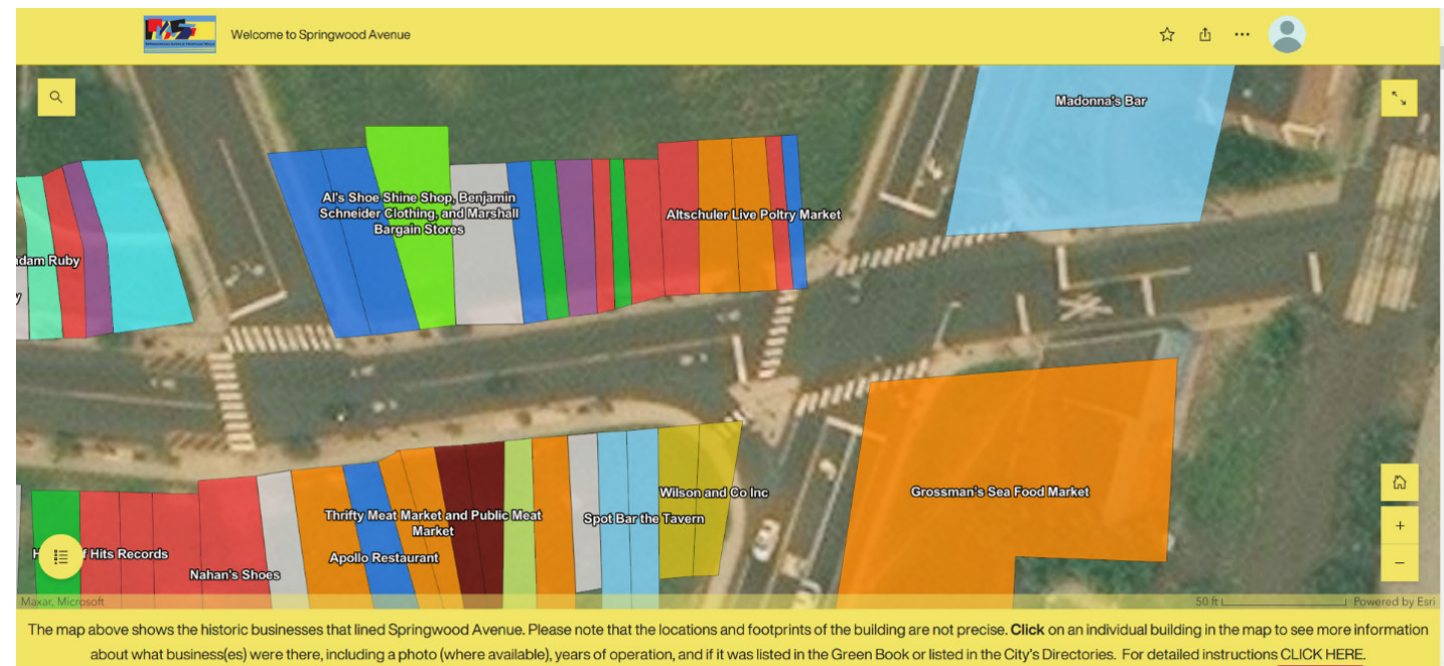 Welcome to Springwood Avenue
Madonna's Bar
Al's Shoe Shine Shop, Benjamin
Schneider Clothing, and Marshall
Bargain Stores
Altschuler Live Poltry Market
dam Ruby
Wilson and Co Inc
Grossman's Sea Food Market
Thrifty Meat Market and Public Meat
Market
Spot Bar the Tavern
f Hits Records
Apollo Restaurant
Nahan's Shoes
Maxar, Microsoft
50 ft
Powered by Esri
The map above shows the historic businesses that lined Springwood Avenue. Please note that the locations and footprints of the building are not precise. Click on an individual building in the map to see more information
about what business(es) were there, including a photo (where available), years of operation, and if it was listed in the Green Book or listed in the City's Directories. For detailed instructions CLICK HERE.